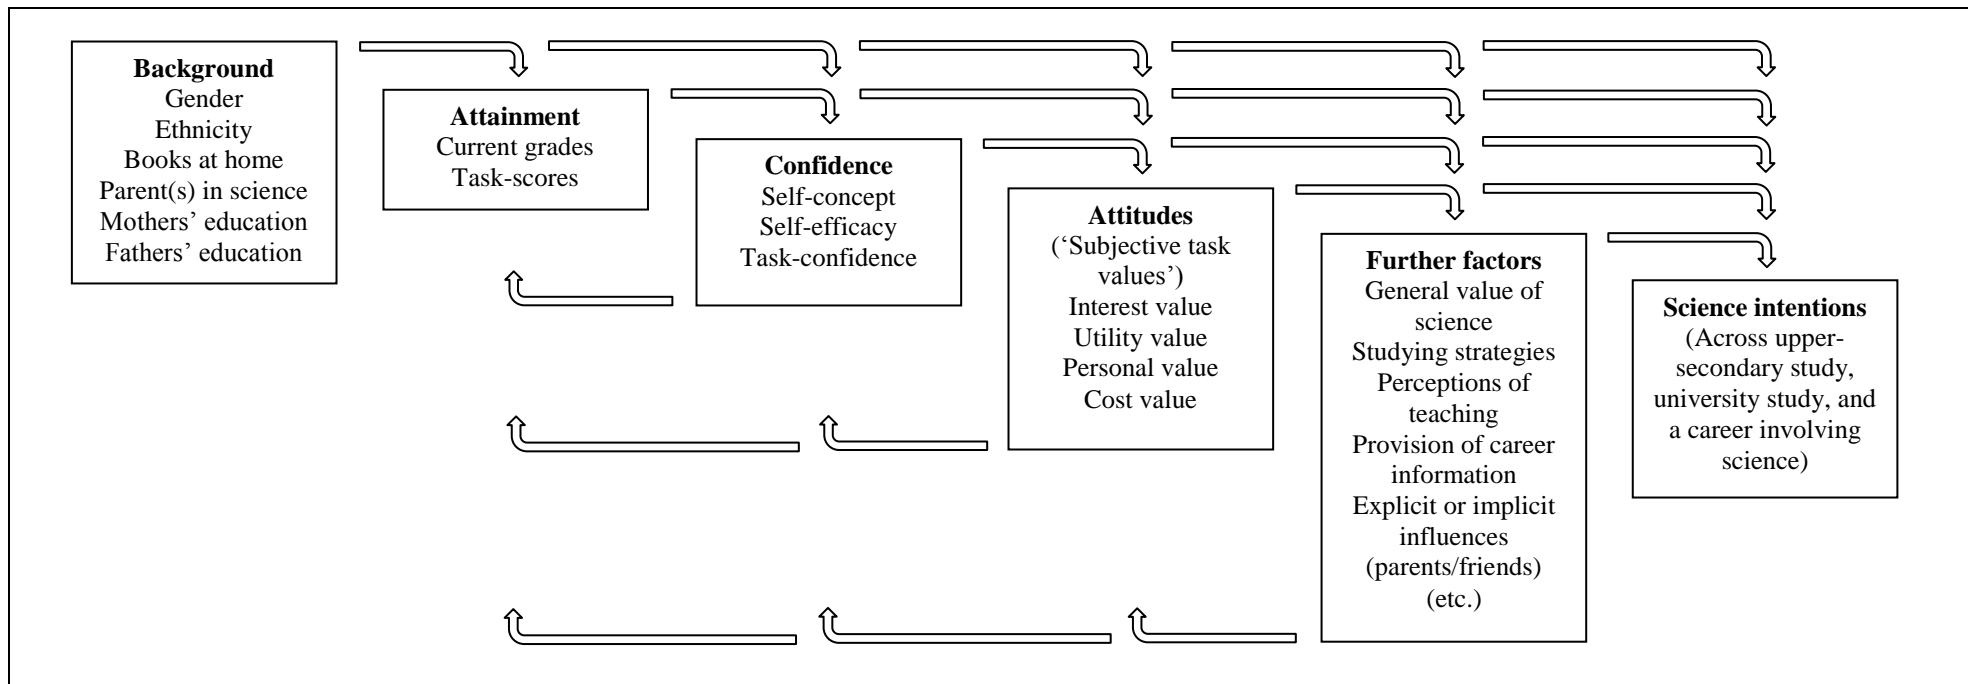 Background
Gender
Ethnicity
Books at home
Parent(s) in science
Mothers’ education
Fathers’ education
Attainment
Current grades
Task-scores
Confidence
Self-concept
Self-efficacy
Task-confidence
Attitudes
(‘Subjective task
values’)
Interest value
Utility value
Personal value
Cost value
Further factors
General value of
science
Studying strategies
Perceptions of
teaching
Provision of career
information
Explicit or implicit
influences
(parents/friends)
(etc.)
Science intentions
(Across upper-
secondary study,
university study, and
a career involving
science)